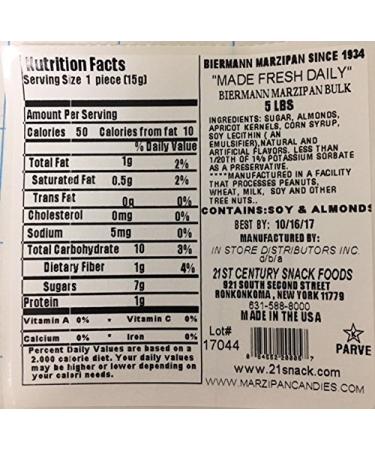 Nutrition Facts
Serving Size 1 piece (15g)
Amount Per Serving
Calories 50 Calories from fat 10
% Daily Value
Total Fat 1g 2%
Saturated Fat 0.5g 2%
Trans Fat 0g 0%
Cholesterol 0mg 0%
Sodium 5mg 0%
Total Carbohydrate 10 3%
Dietary Fiber 1g 4%
Sugars 7g
Protein 1g
Vitamin A 0% * Vitamin C 0%
Calcium 0% * Iron 0%
Percent Daily Values are based on a
2,000 calorie diet. Your daily values
may be higher or lower depending on
your calori needs.
BIERMANN MARZIPAN SINCE 1934
"MADE FRESH DAILY"
BIERMANN MARZIPAN BULK
5 LBS
INGREDIENTS: SUGAR, ALMONDS,
APRICOT KERNELS, CORN SYRUP,
SOY LECITHIN ( AN
EMULSIFIER),NATURAL AND
ARTIFICIAL FLAVORS. LESS THAN
1/20TH OF 1% POTASSIUM SORBATE
AS A PRESERVATIVE.
****MANUFACTURED IN A FACILITY
THAT PROCESSES PEANUTS,
WHEAT, MILK, SOY AND OTHER
TREE NUTS..
CONTAINS:SOY & ALMONDS
BEST BY: 10/16/17
MANUFACTURED BY:
IN STORE DISTRIBUTORS INC.
d/b/a
21ST CENTURY SNACK FOODS
921 SOUTH SECOND STREET
RONKONKOMA, NEW YORK 11779
631-588-8000
MADE IN THE USA
Lot#
17044
PARVE
www.21snack.com
WWW.MARZIPANCANDIES.COM